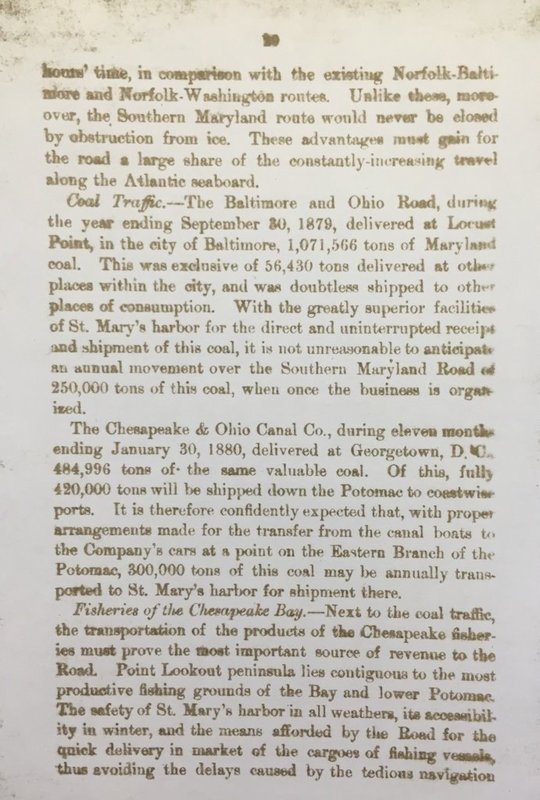 hours' time, in comparison with the existing Norfolk-Balti-
more and Norfolk-Washington routes. Unlike these, more-
over, the Southern Maryland route would never be closed
by obstruction from ice. These advantages must gain for
the road a large share of the constantly-increasing travel
along the Atlantic seaboard.
Coal Traffic.—The Baltimore and Ohio Road, during
the year ending September 30, 1879, delivered at Locust
Point, in the city of Baltimore, 1,071,566 tons of Maryland
coal. This was exclusive of 56,430 tons delivered at other
places within the city, and was doubtless shipped to other
places of consumption. With the greatly superior facilities
of St. Mary's harbor for the direct and uninterrupted receipt
and shipment of this coal, it is not unreasonable to anticipate
an annual movement over the Southern Maryland Road of
250,000 tons of this coal, when once the business is organ-
ized.
The Chesapeake & Ohio Canal Co., during eleven months
ending January 30, 1880, delivered at Georgetown, D. C.
484,996 tons of the same valuable coal. Of this, fully
420,000 tons will be shipped down the Potomac to coastwise
ports. It is therefore confidently expected that, with proper
arrangements made for the transfer from the canal boats to
the Company's cars at a point on the Eastern Branch of the
Potomac, 300,000 tons of this coal may be annually trans-
ported to St. Mary's harbor for shipment there.
Fisheries of the Chesapeake Bay.—Next to the coal traffic,
the transportation of the products of the Chesapeake fisher-
ies must prove the most important source of revenue to the
Road. Point Lookout peninsula lies contiguous to the most
productive fishing grounds of the Bay and lower Potomac.
The safety of St. Mary's harbor in all weathers, its accessibil-
ity in winter, and the means afforded by the Road for the
quick delivery in market of the cargoes of fishing vessels,
thus avoiding the delays caused by the tedious navigation